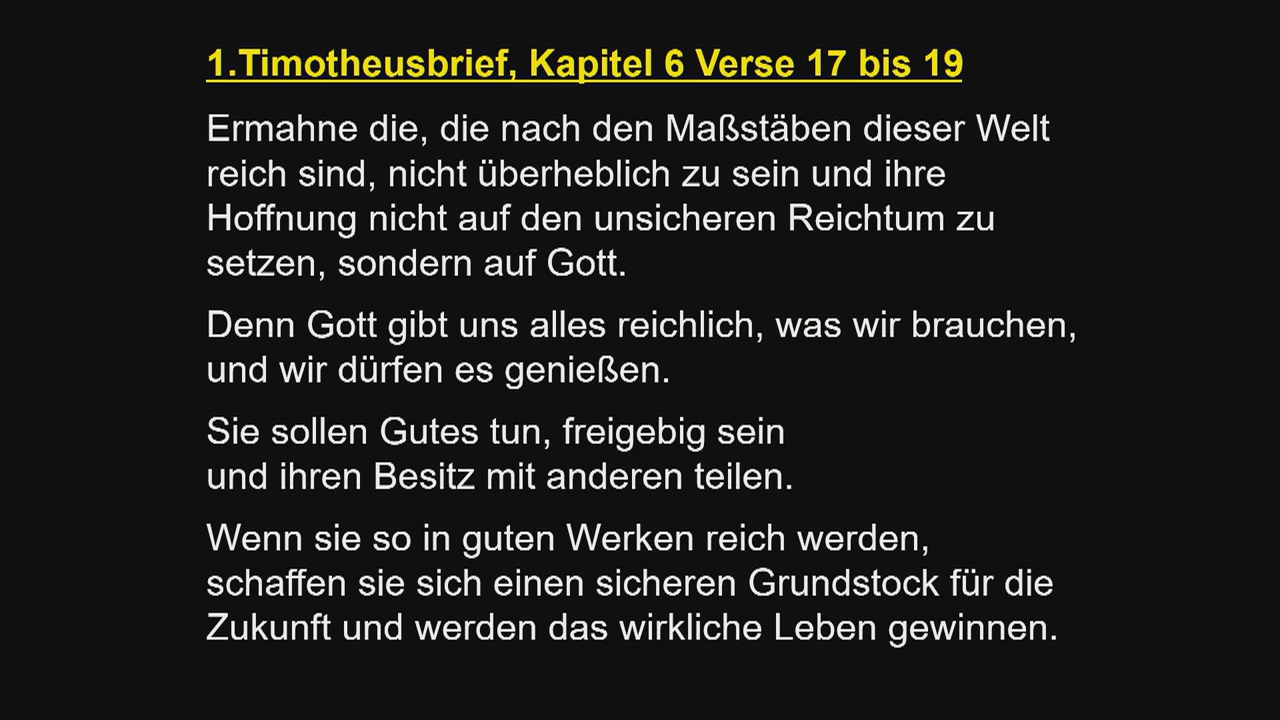 1.Timotheusbrief, Kapitel 6 Verse 17 bis 19
Ermahne die, die nach den Maßstäben dieser Welt
reich sind, nicht überheblich zu sein und ihre
Hoffnung nicht auf den unsicheren Reichtum zu
setzen, sondern auf Gott.
Denn Gott gibt uns alles reichlich, was wir brauchen,
und wir dürfen es genießen.
Sie sollen Gutes tun, freigebig sein
und ihren Besitz mit anderen teilen.
Wenn sie so in guten Werken reich werden,
schaffen sie sich einen sicheren Grundstock für die
Zukunft und werden das wirkliche Leben gewinnen.